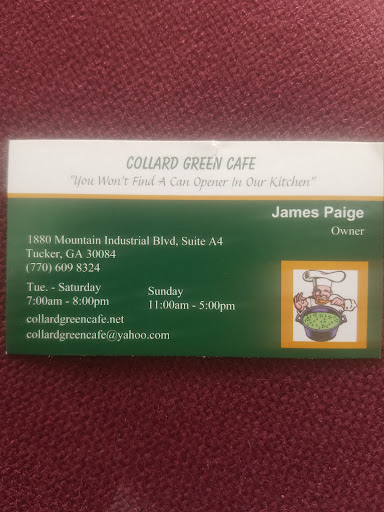 COLLARD GREEN CAFE
"You Won't Find A Can Opener In Our Kitchen"
James Paige
Owner
1880 Mountain Industrial Blvd, Suite A4
Tucker, GA 30084
(770) 609 8324
Tue. - Saturday
7:00am - 8:00pm
Sunday
11:00am - 5:00pm
collardgreencafe.net
collardgreencafe@yahoo.com